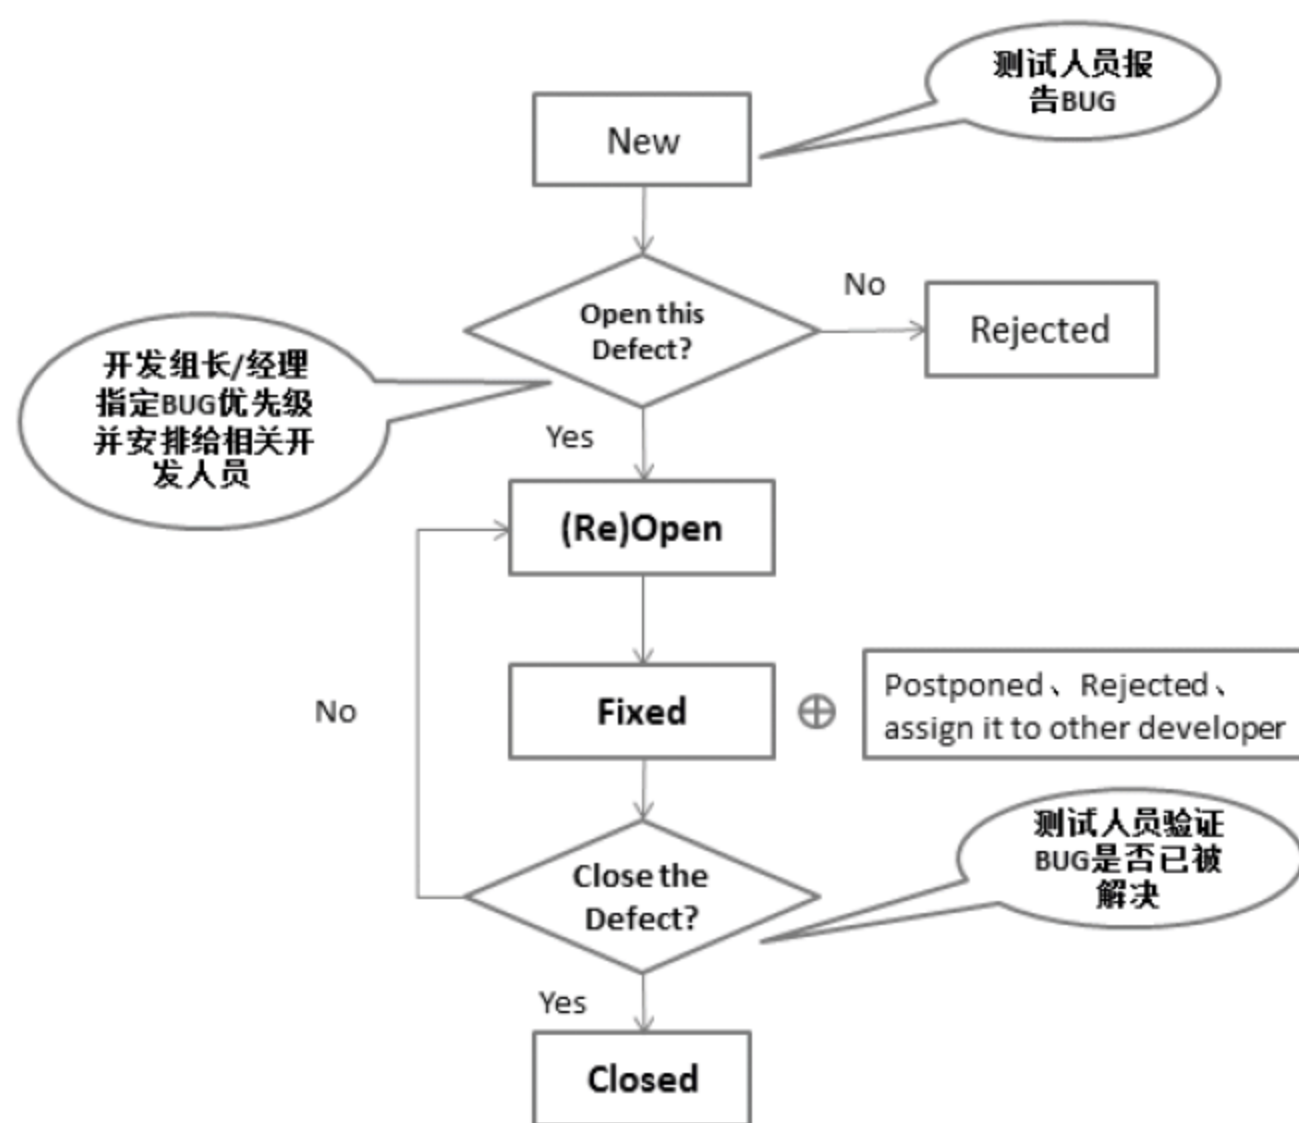 测试人员报
告BUG
New
No
Open this
Defect?
Rejected
开发组长/经理
指定BUG优先级
并安排给相关开
发人员
Yes
(Re)Open
No
Fixed
Postponed、Rejected、
assign it to other developer
测试人员验证
BUG是否已被
解决
Close the
Defect?
Yes
Closed